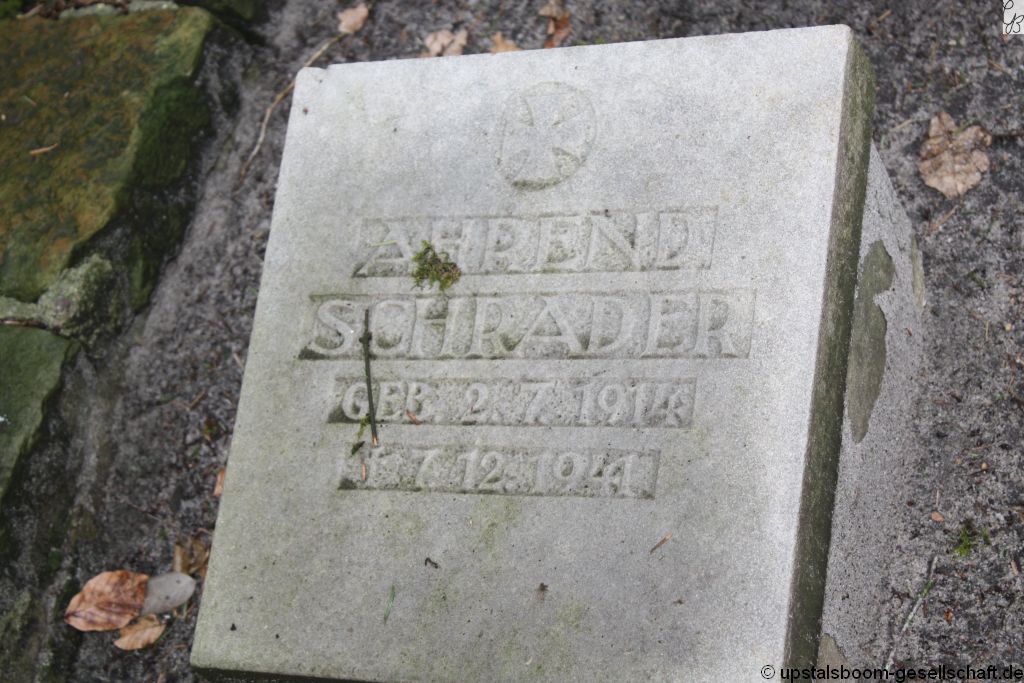 AHREND
SCHRADER
GEB. 2. 7. 1914
† 7. 12. 1941
© upstalsboom-gesellschaft.de